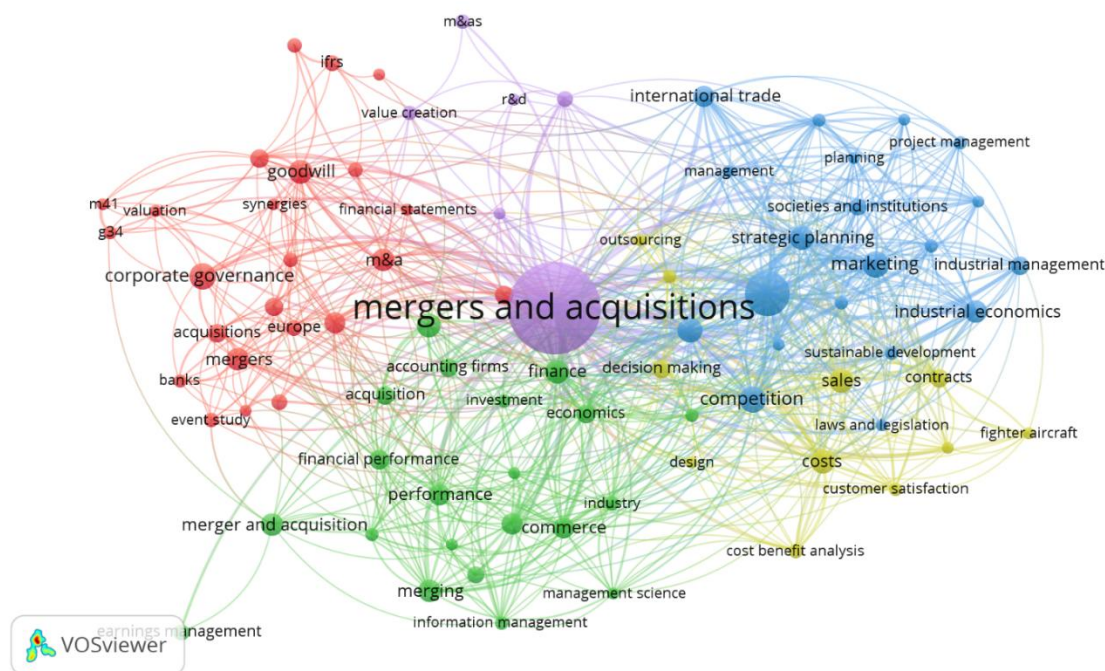 m&as
ifrs
r&d
value creation
international trade
project management
planning
management
goodwill
m41
valuation
synergies
financial statements
g34
societies and institutions
outsourcing
strategic planning
m&a
corporate governance
marketing
industrial management
mergers and acquisitions
industrial economics
europe
acquisitions
mergers
accounting firms
finance
decision making
sustainable development
contracts
sales
banks
acquisition
investment
competition
event study
economics
laws and legislation
fighter aircraft
financial performance
design
costs
performance
industry
customer satisfaction
merger and acquisition
commerce
cost benefit analysis
merging
management science
information management
earnings management
VOSviewer